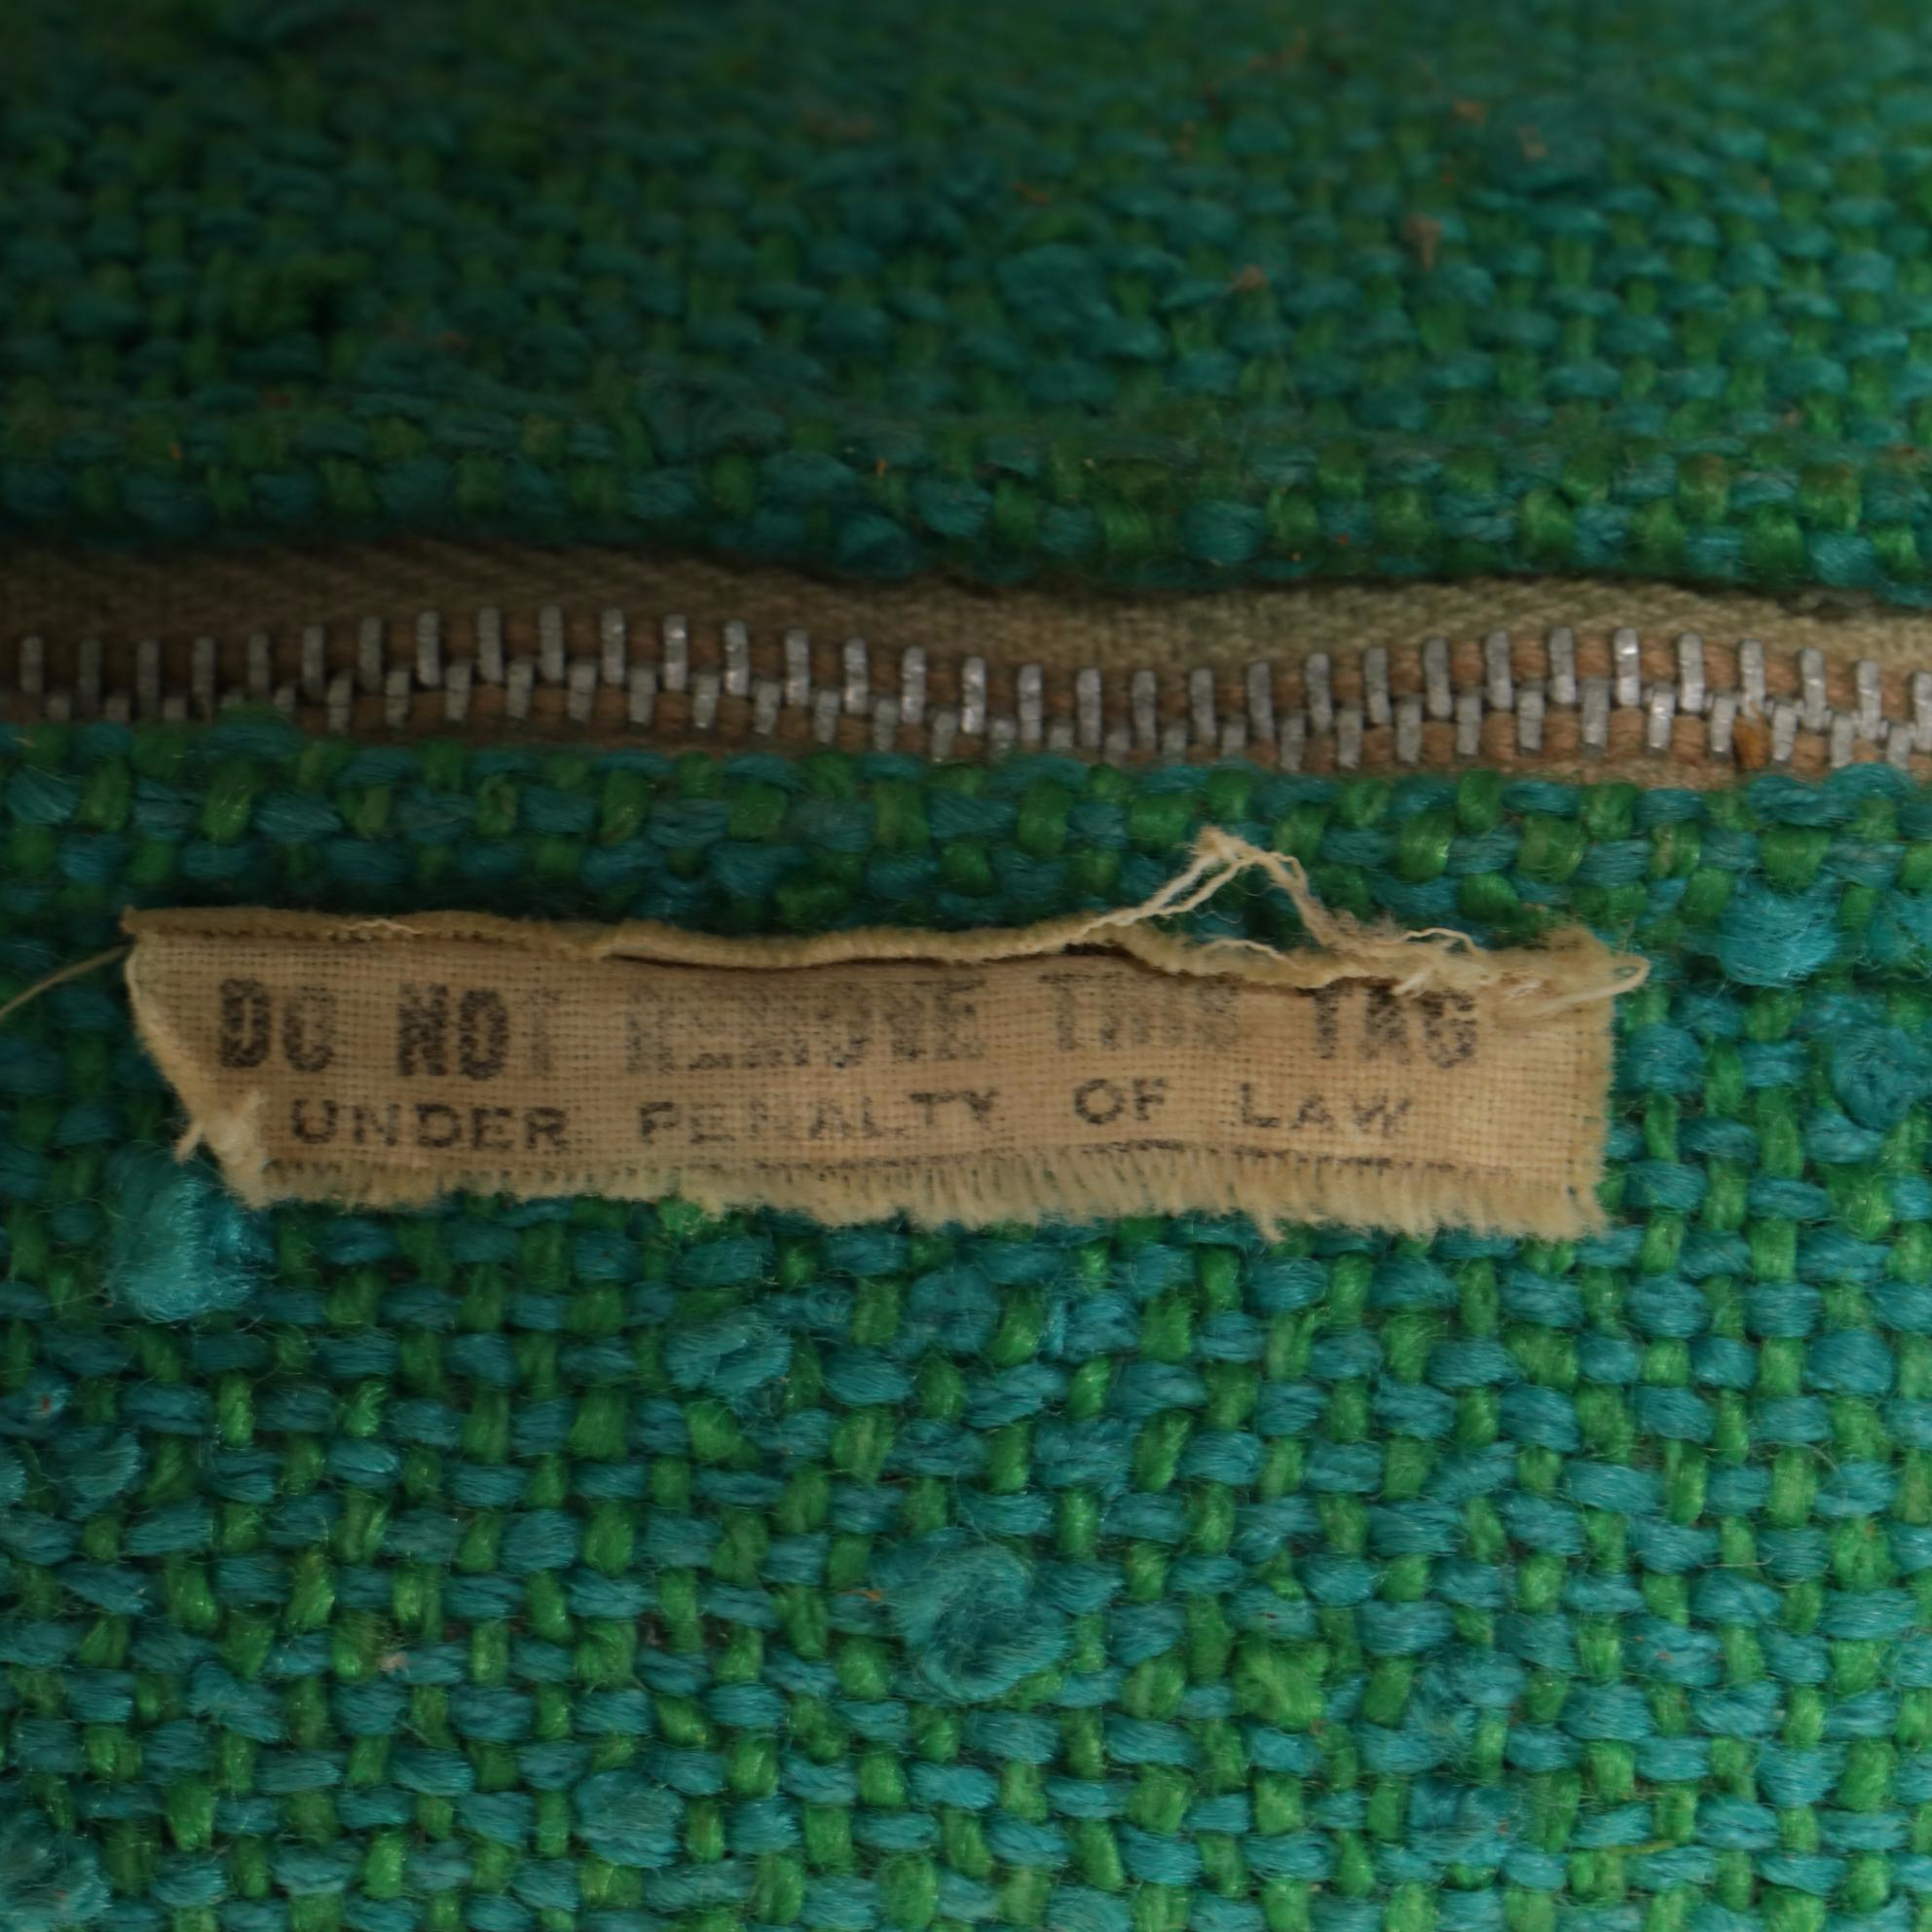 DO NOT REMOVE THIS TAG
UNDER PENALTY OF LAW